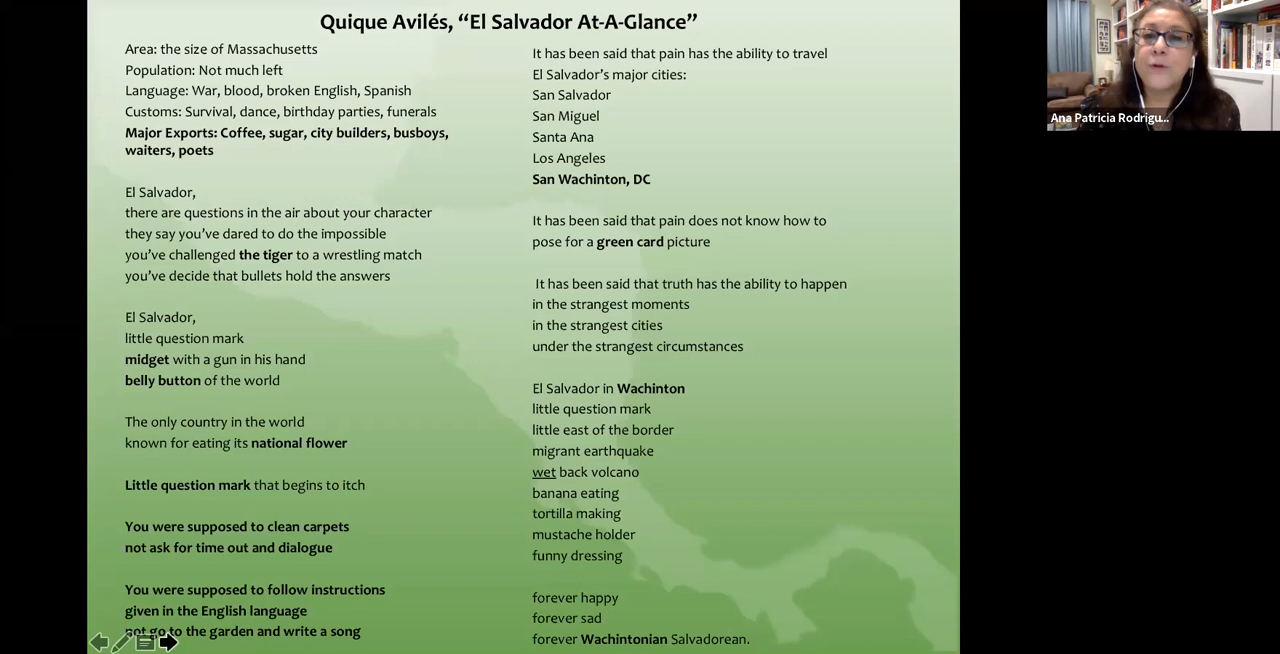 Quique Avilés, “El Salvador At-A-Glance”
Area: the size of Massachusetts
Population: Not much left
Language: War, blood, broken English, Spanish
Customs: Survival, dance, birthday parties, funerals
Major Exports: Coffee, sugar, city builders, busboys,
waiters, poets
El Salvador,
there are questions in the air about your character
they say you’ve dared to do the impossible
you’ve challenged the tiger to a wrestling match
you’ve decide that bullets hold the answers
El Salvador,
little question mark
midget with a gun in his hand
belly button of the world
The only country in the world
known for eating its national flower
Little question mark that begins to itch
You were supposed to clean carpets
not ask for time out and dialogue
You were supposed to follow instructions
given in the English language
not go to the garden and write a song
It has been said that pain has the ability to travel
El Salvador’s major cities:
San Salvador
San Miguel
Santa Ana
Los Angeles
San Wachinton, DC
It has been said that pain does not know how to
pose for a green card picture
It has been said that truth has the ability to happen
in the strangest moments
in the strangest cities
under the strangest circumstances
El Salvador in Wachinton
little question mark
little east of the border
migrant earthquake
wet back volcano
banana eating
tortilla making
mustache holder
funny dressing
forever happy
forever sad
forever Wachintonian Salvadorean.
Ana Patricia Rodrigu...